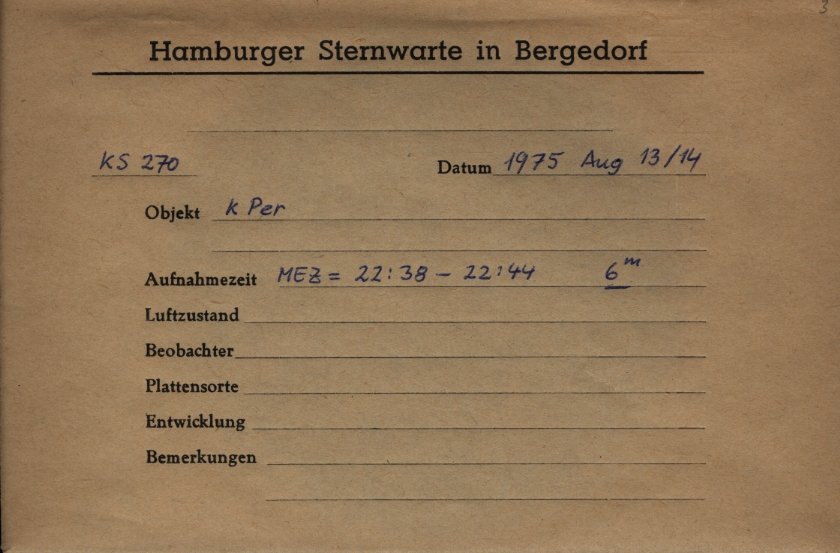 3
Hamburger Sternwarte in Bergedorf
KS 270 Datum 1975 Aug 13/14
Objekt k Per
Aufnahmezeit MEZ = 22:38 - 22:44 6ᵐ
Luftzustand
Beobachter
Plattensorte
Entwicklung
Bemerkungen